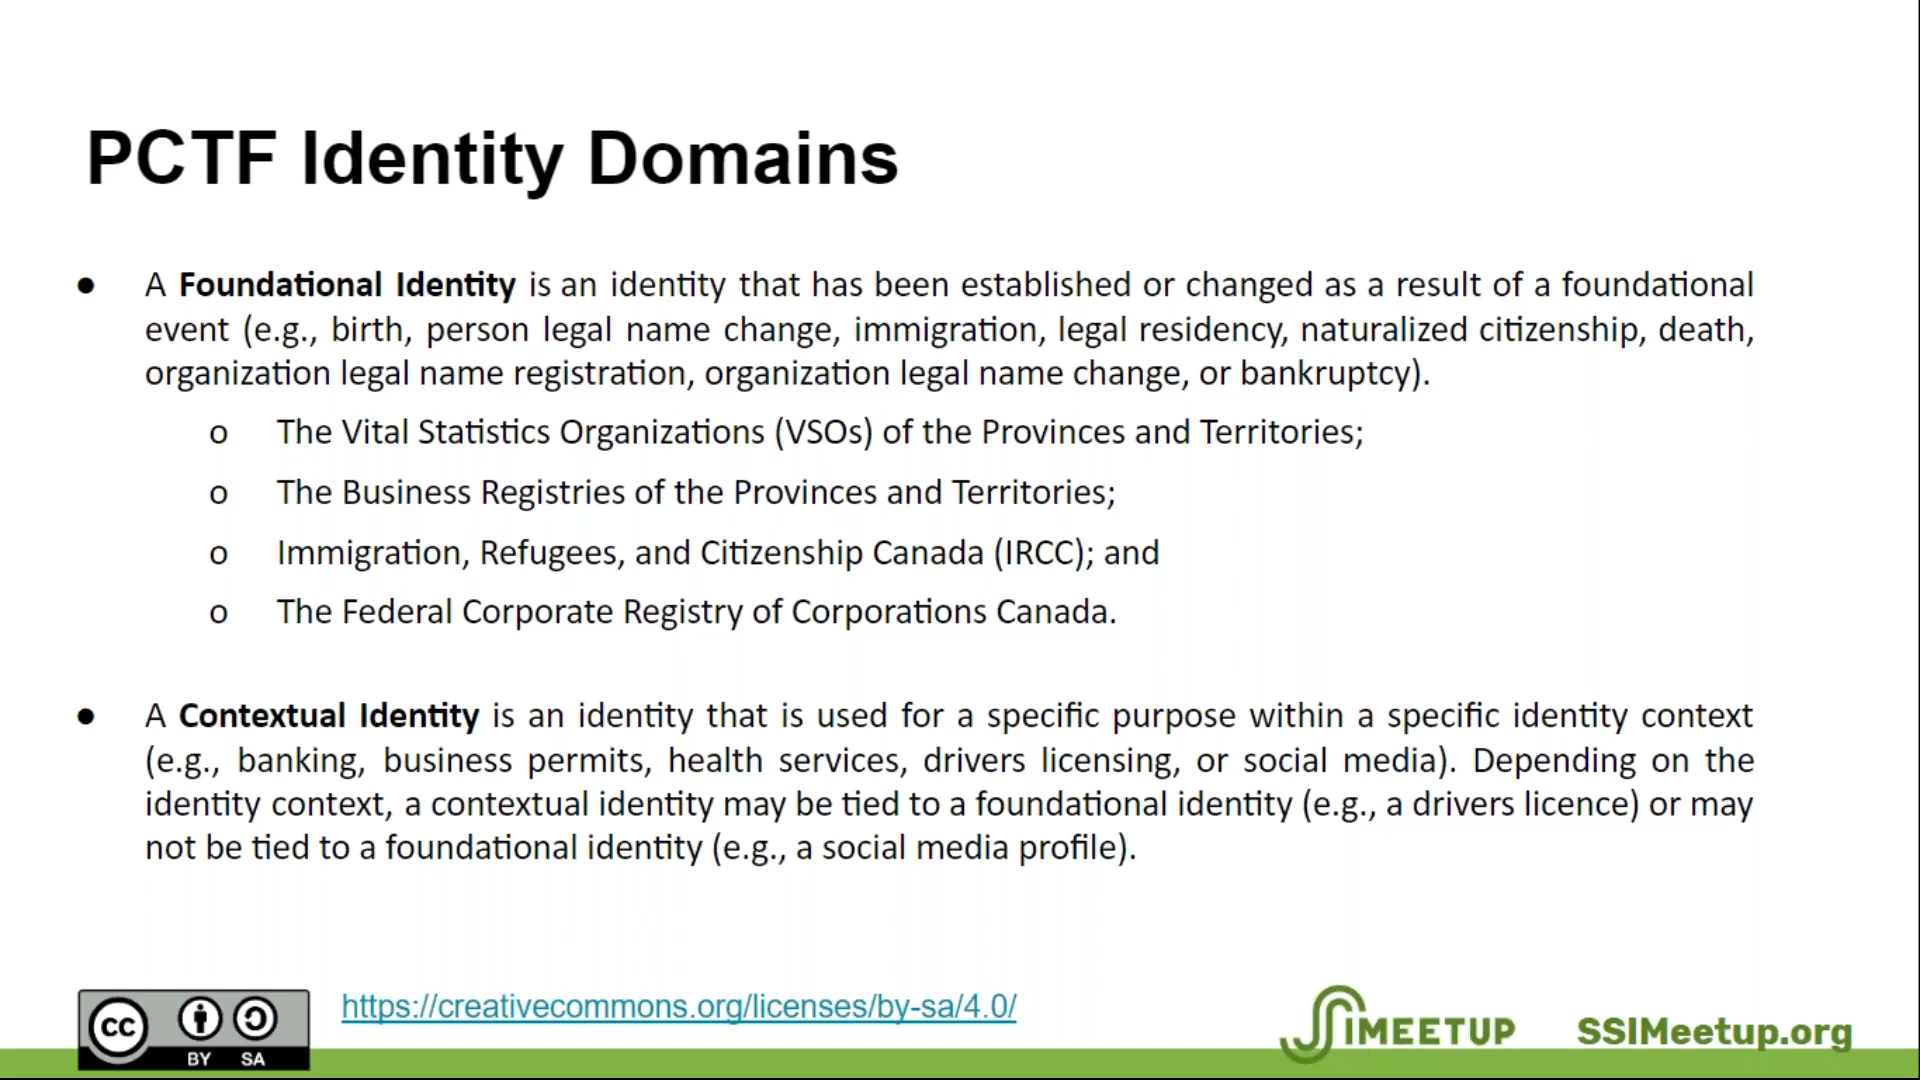 PCTF Identity Domains
● A Foundational Identity is an identity that has been established or changed as a result of a foundational
event (e.g., birth, person legal name change, immigration, legal residency, naturalized citizenship, death,
organization legal name registration, organization legal name change, or bankruptcy).
o The Vital Statistics Organizations (VSOs) of the Provinces and Territories;
o The Business Registries of the Provinces and Territories;
o Immigration, Refugees, and Citizenship Canada (IRCC); and
o The Federal Corporate Registry of Corporations Canada.
● A Contextual Identity is an identity that is used for a specific purpose within a specific identity context
(e.g., banking, business permits, health services, drivers licensing, or social media). Depending on the
identity context, a contextual identity may be tied to a foundational identity (e.g., a drivers licence) or may
not be tied to a foundational identity (e.g., a social media profile).
cc BY SA
https://creativecommons.org/licenses/by-sa/4.0/
SSIMEETUP
SSIMeetup.org